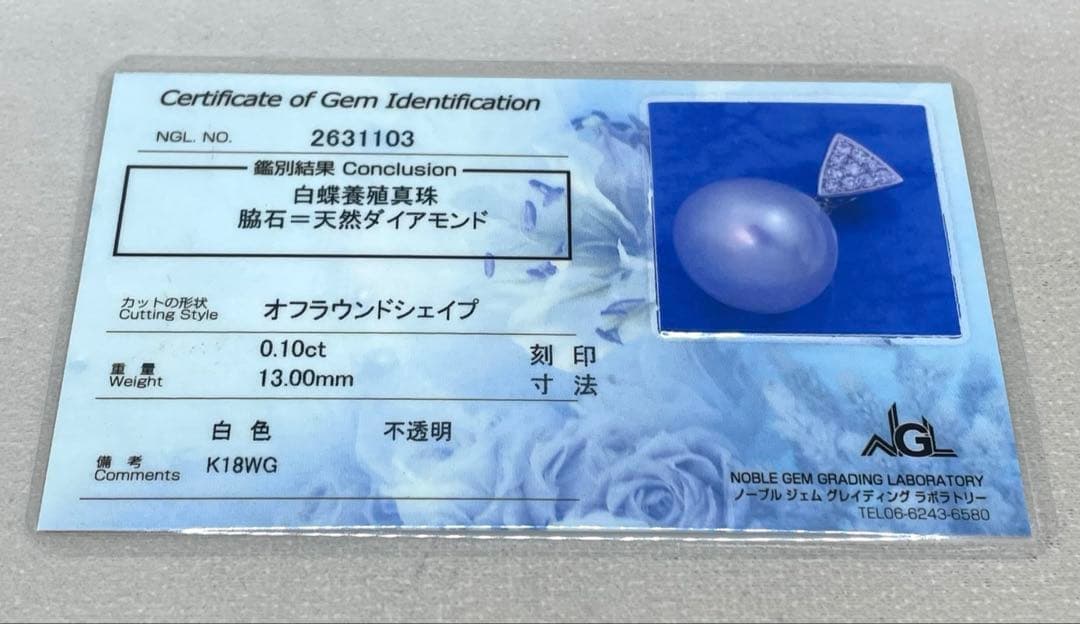 Certificate of Gem Identification
NGL. NO. 2631103
鑑別結果 Conclusion
白蝶養殖真珠
脇石=天然ダイアモンド
カットの形状
Cutting Style
オフラウンドシェイプ
0.10ct 刻 印
重 量
Weight
13.00mm 寸 法
白 色 不透明
備 考
Comments
K18WG
NGL
NOBLE GEM GRADING LABORATORY
ノーブル ジェム グレイディング ラボラトリー
TEL06-6243-6580